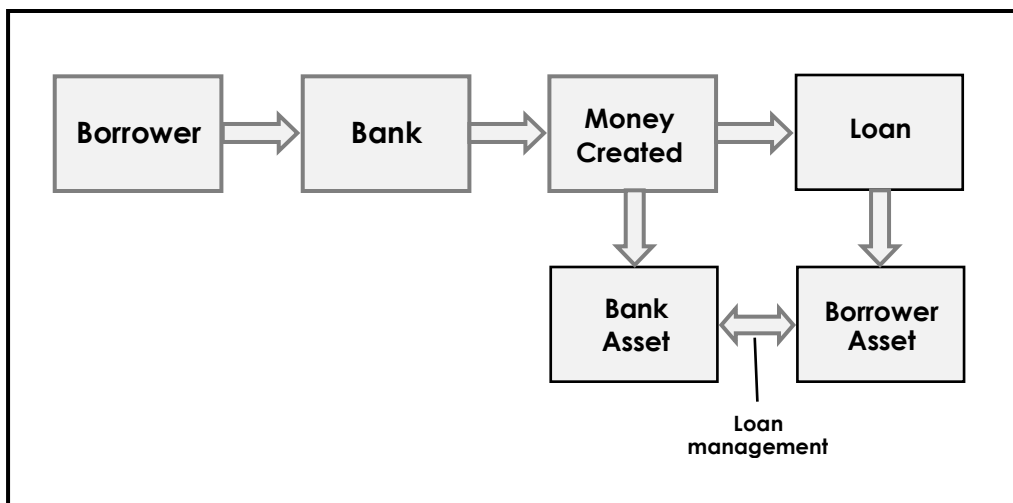 Borrower
Bank
Money
Created
Loan
Bank
Asset
Borrower
Asset
Loan
management